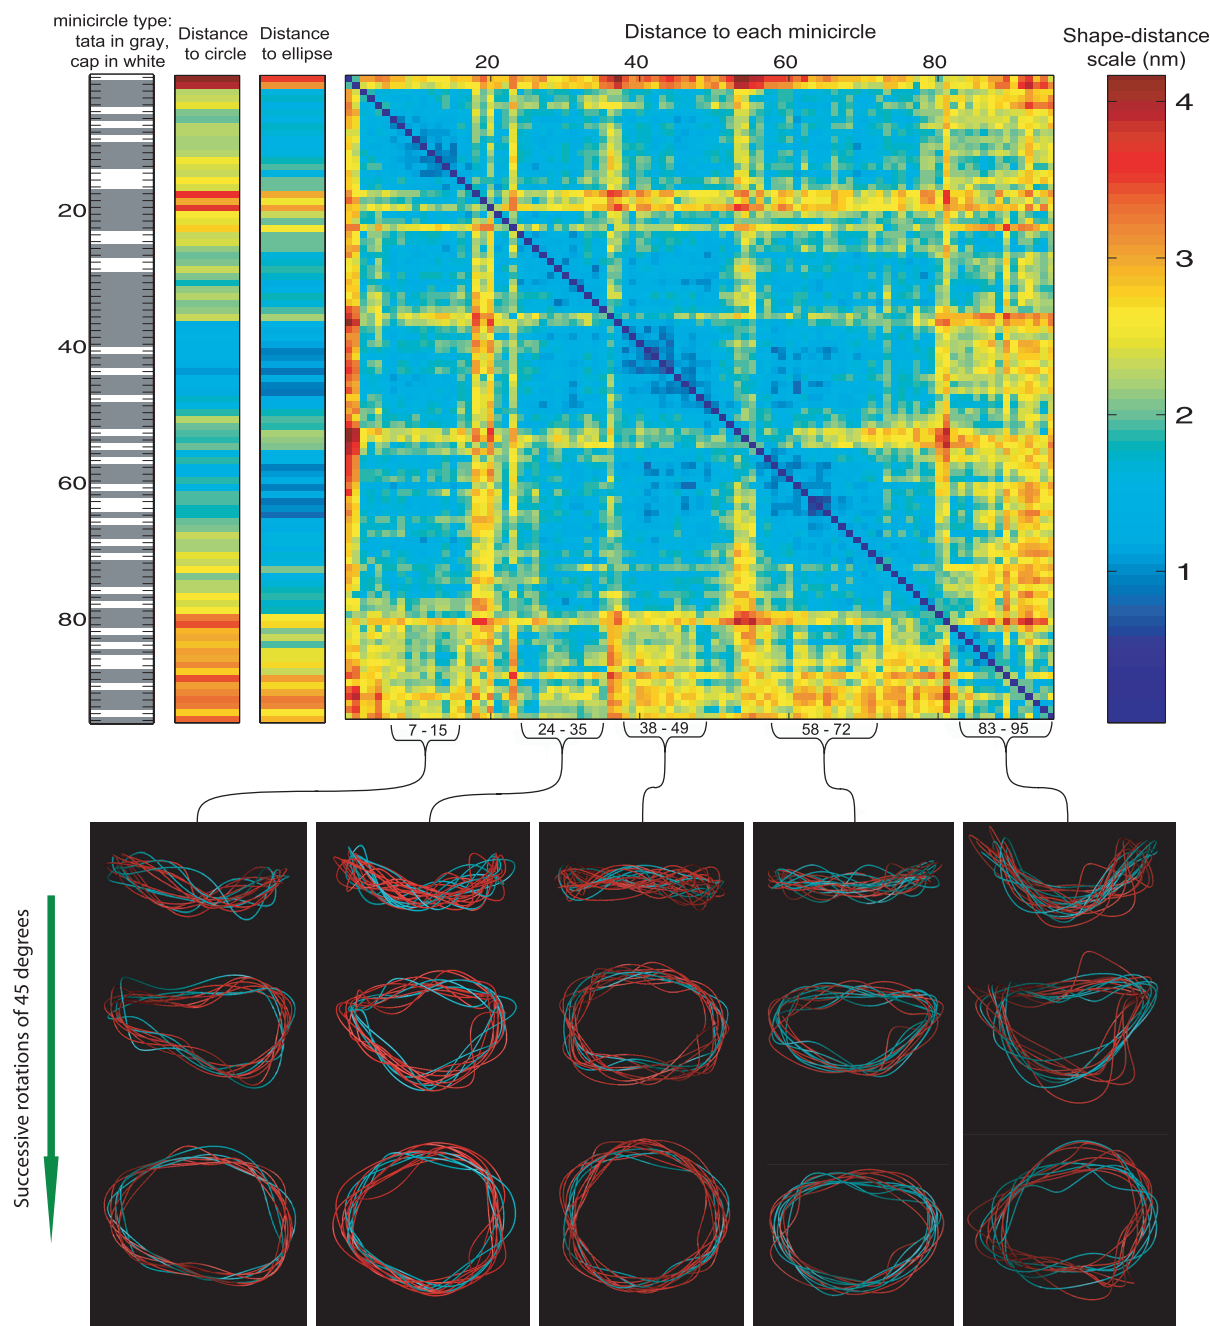 minicircle type:
tata in gray,
cap in white
Distance
to circle
Distance
to ellipse
Distance to each minicircle
Shape-distance
scale (nm)
20
40
60
80
20
40
60
80
4
3
2
1
7 - 15
24 - 35
38 - 49
58 - 72
83 - 95
Successive rotations of 45 degrees